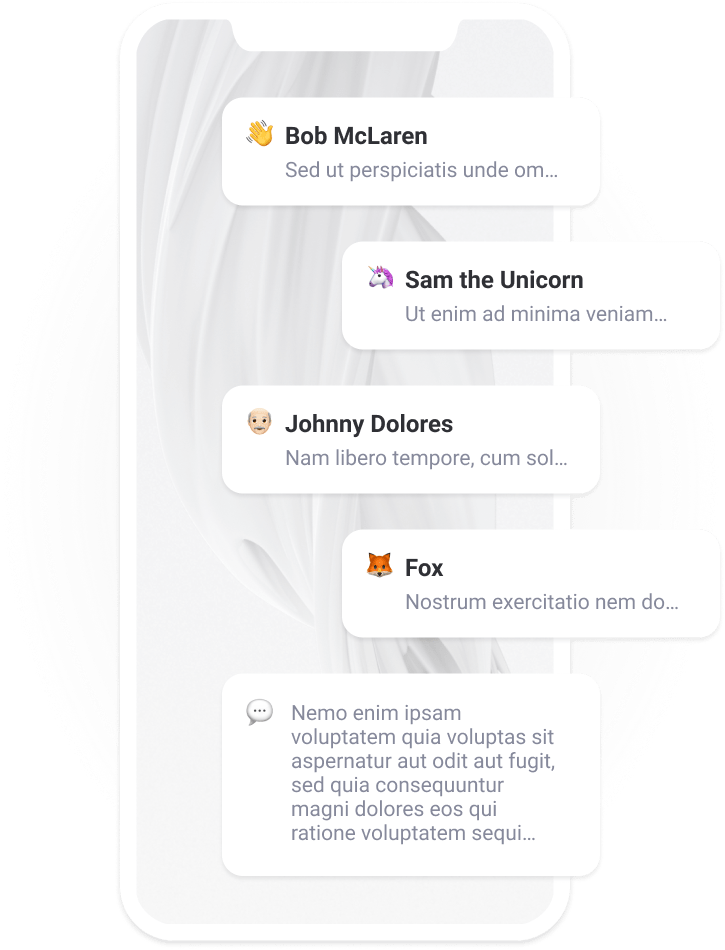 Bob McLaren
Sed ut perspiciatis unde om...
Sam the Unicorn
Ut enim ad minima veniam...
Johnny Dolores
Nam libero tempore, cum sol...
Fox
Nostrum exercitatio nem do...
Nemo enim ipsam
voluptatem quia voluptas sit
aspernatur aut odit aut fugit,
sed quia consequuntur
magni dolores eos qui
ratione voluptatem sequi...